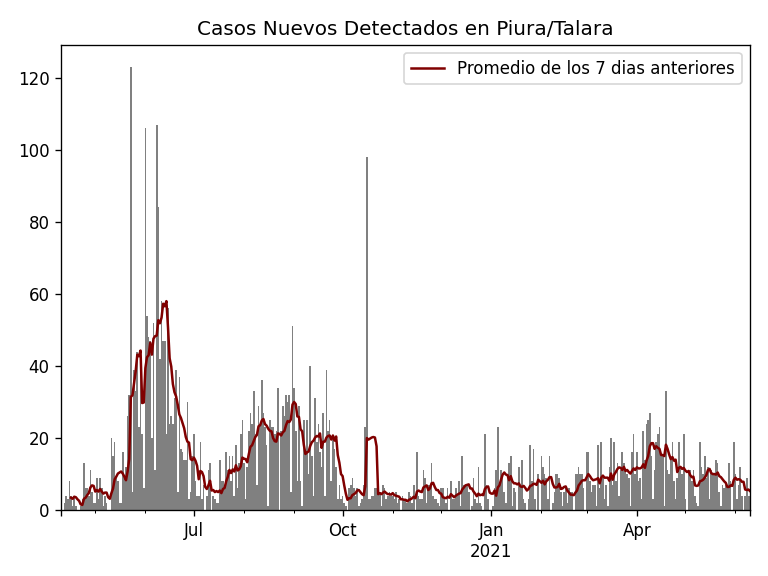 Casos Nuevos Detectados en Piura/Talara
Promedio de los 7 dias anteriores
120
100
80
60
40
20
0
Jul
Oct
Jan
2021
Apr